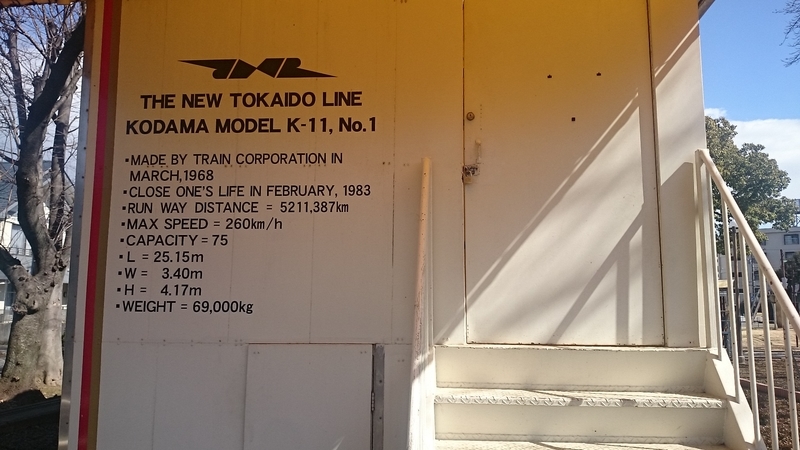 THE NEW TOKAIDO LINE
KODAMA MODEL K-11, No.1
▪MADE BY TRAIN CORPORATION IN
MARCH,1968
▪CLOSE ONE'S LIFE IN FEBRUARY, 1983
▪RUN WAY DISTANCE = 5211,387km
▪MAX SPEED = 260km/h
▪CAPACITY = 75
▪L = 25.15m
▪W = 3.40m
▪H = 4.17m
▪WEIGHT = 69,000kg